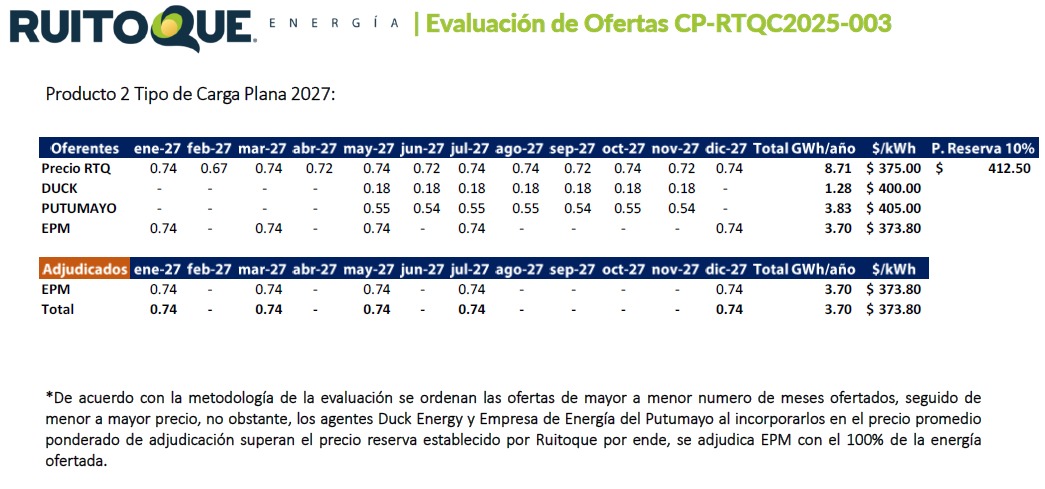 RUITOQUE. ENERGÍA | Evaluación de Ofertas CP-RTQC2025-003
Producto 2 Tipo de Carga Plana 2027:
Oferentes ene-27 feb-27 mar-27 abr-27 may-27 jun-27 jul-27 ago-27 sep-27 oct-27 nov-27 dic-27 Total GWh/año $/kWh P. Reserva 10%
Precio RTQ 0.74 0.67 0.74 0.72 0.74 0.72 0.74 0.74 0.72 0.74 0.72 0.74 8.71 $ 375.00 $ 412.50
DUCK - - - - 0.18 0.18 0.18 0.18 0.18 0.18 0.18 - 1.28 $ 400.00
PUTUMAYO - - - - 0.55 0.54 0.55 0.55 0.54 0.55 0.54 - 3.83 $ 405.00
EPM 0.74 - 0.74 - 0.74 - 0.74 - - - - 0.74 3.70 $ 373.80
Adjudicados ene-27 feb-27 mar-27 abr-27 may-27 jun-27 jul-27 ago-27 sep-27 oct-27 nov-27 dic-27 Total GWh/año $/kWh
EPM 0.74 - 0.74 - 0.74 - 0.74 - - - - 0.74 3.70 $ 373.80
Total 0.74 - 0.74 - 0.74 - 0.74 - - - - 0.74 3.70 $ 373.80
*De acuerdo con la metodología de la evaluación se ordenan las ofertas de mayor a menor numero de meses ofertados, seguido de
menor a mayor precio, no obstante, los agentes Duck Energy y Empresa de Energía del Putumayo al incorporarlos en el precio promedio
ponderado de adjudicación superan el precio reserva establecido por Ruitoque por ende, se adjudica EPM con el 100% de la energía
ofertada.